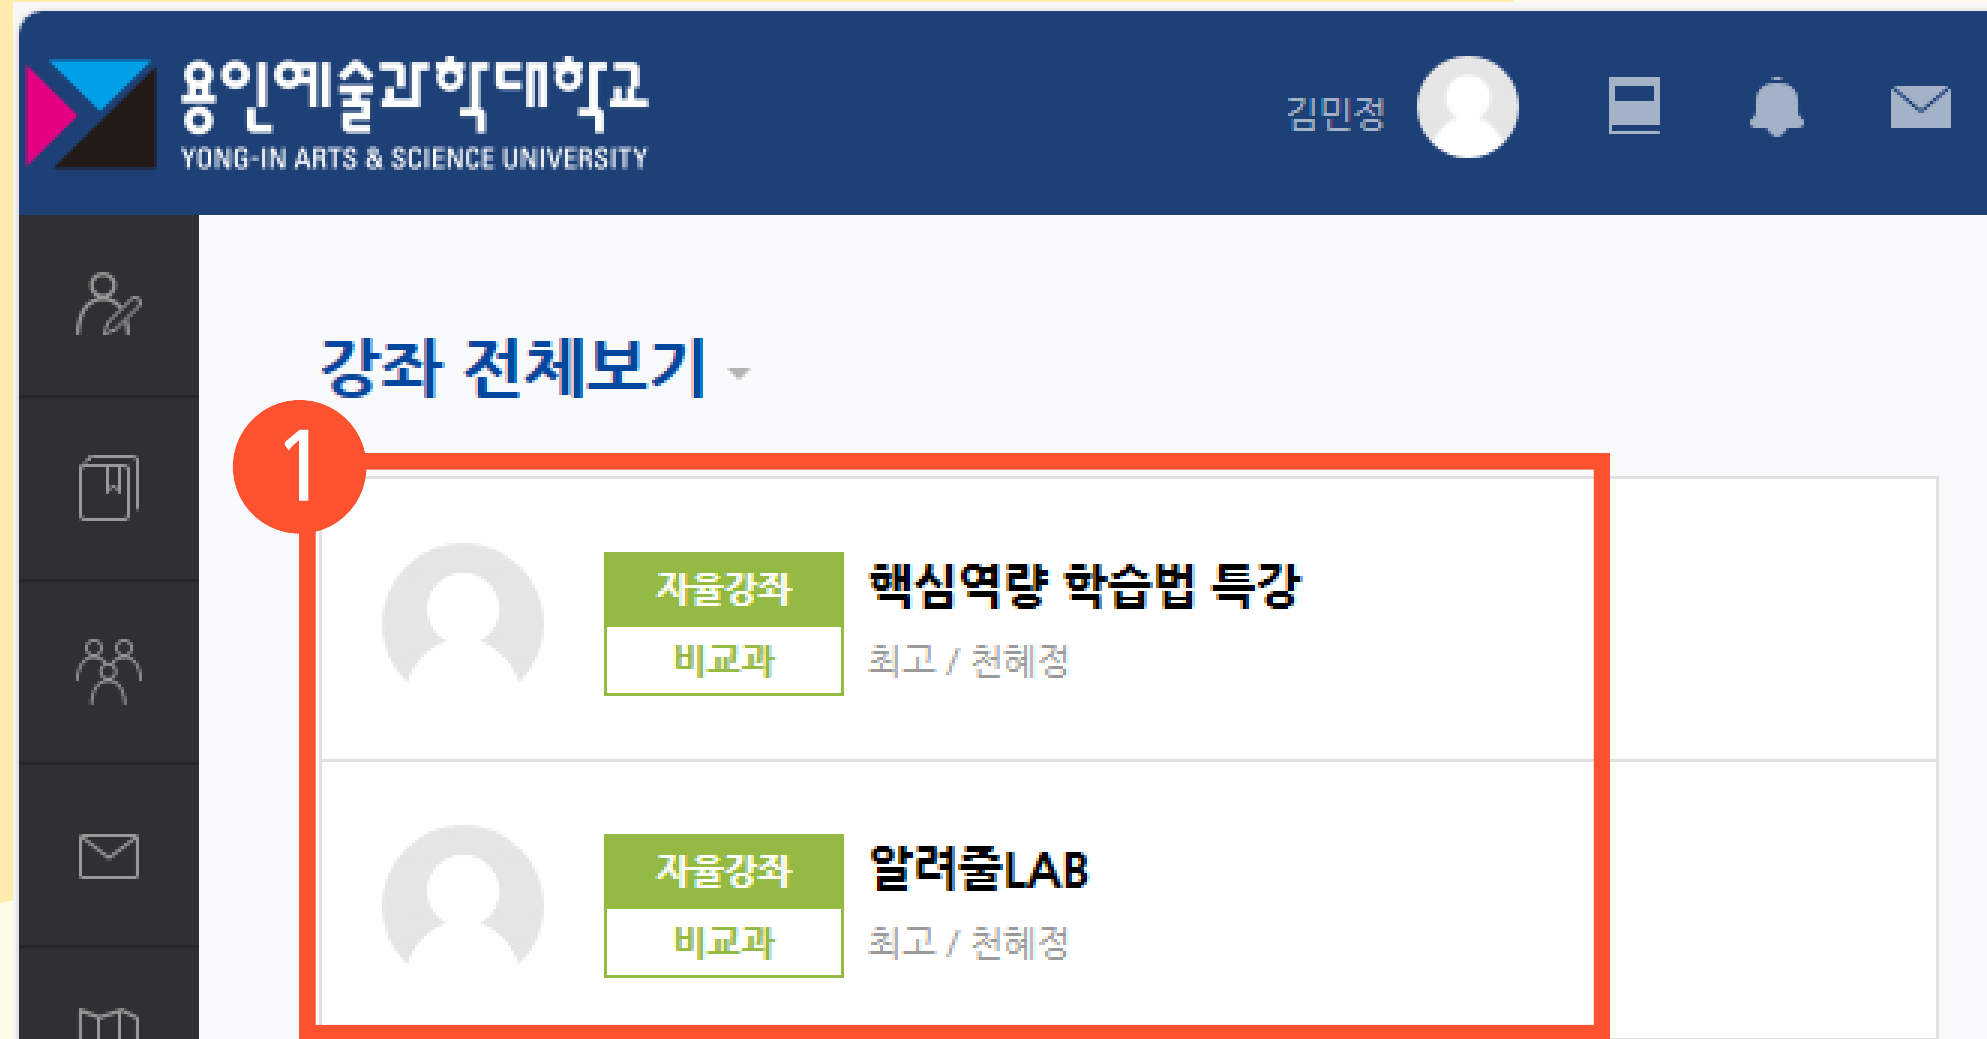 용인예술과학대학교
YONG-IN ARTS & SCIENCE UNIVERSITY
김민정
강좌 전체보기
1
자율강좌
핵심역량 학습법 특강
비교과
최고 / 천혜정
자율강좌
알려줄LAB
비교과
최고 / 천혜정